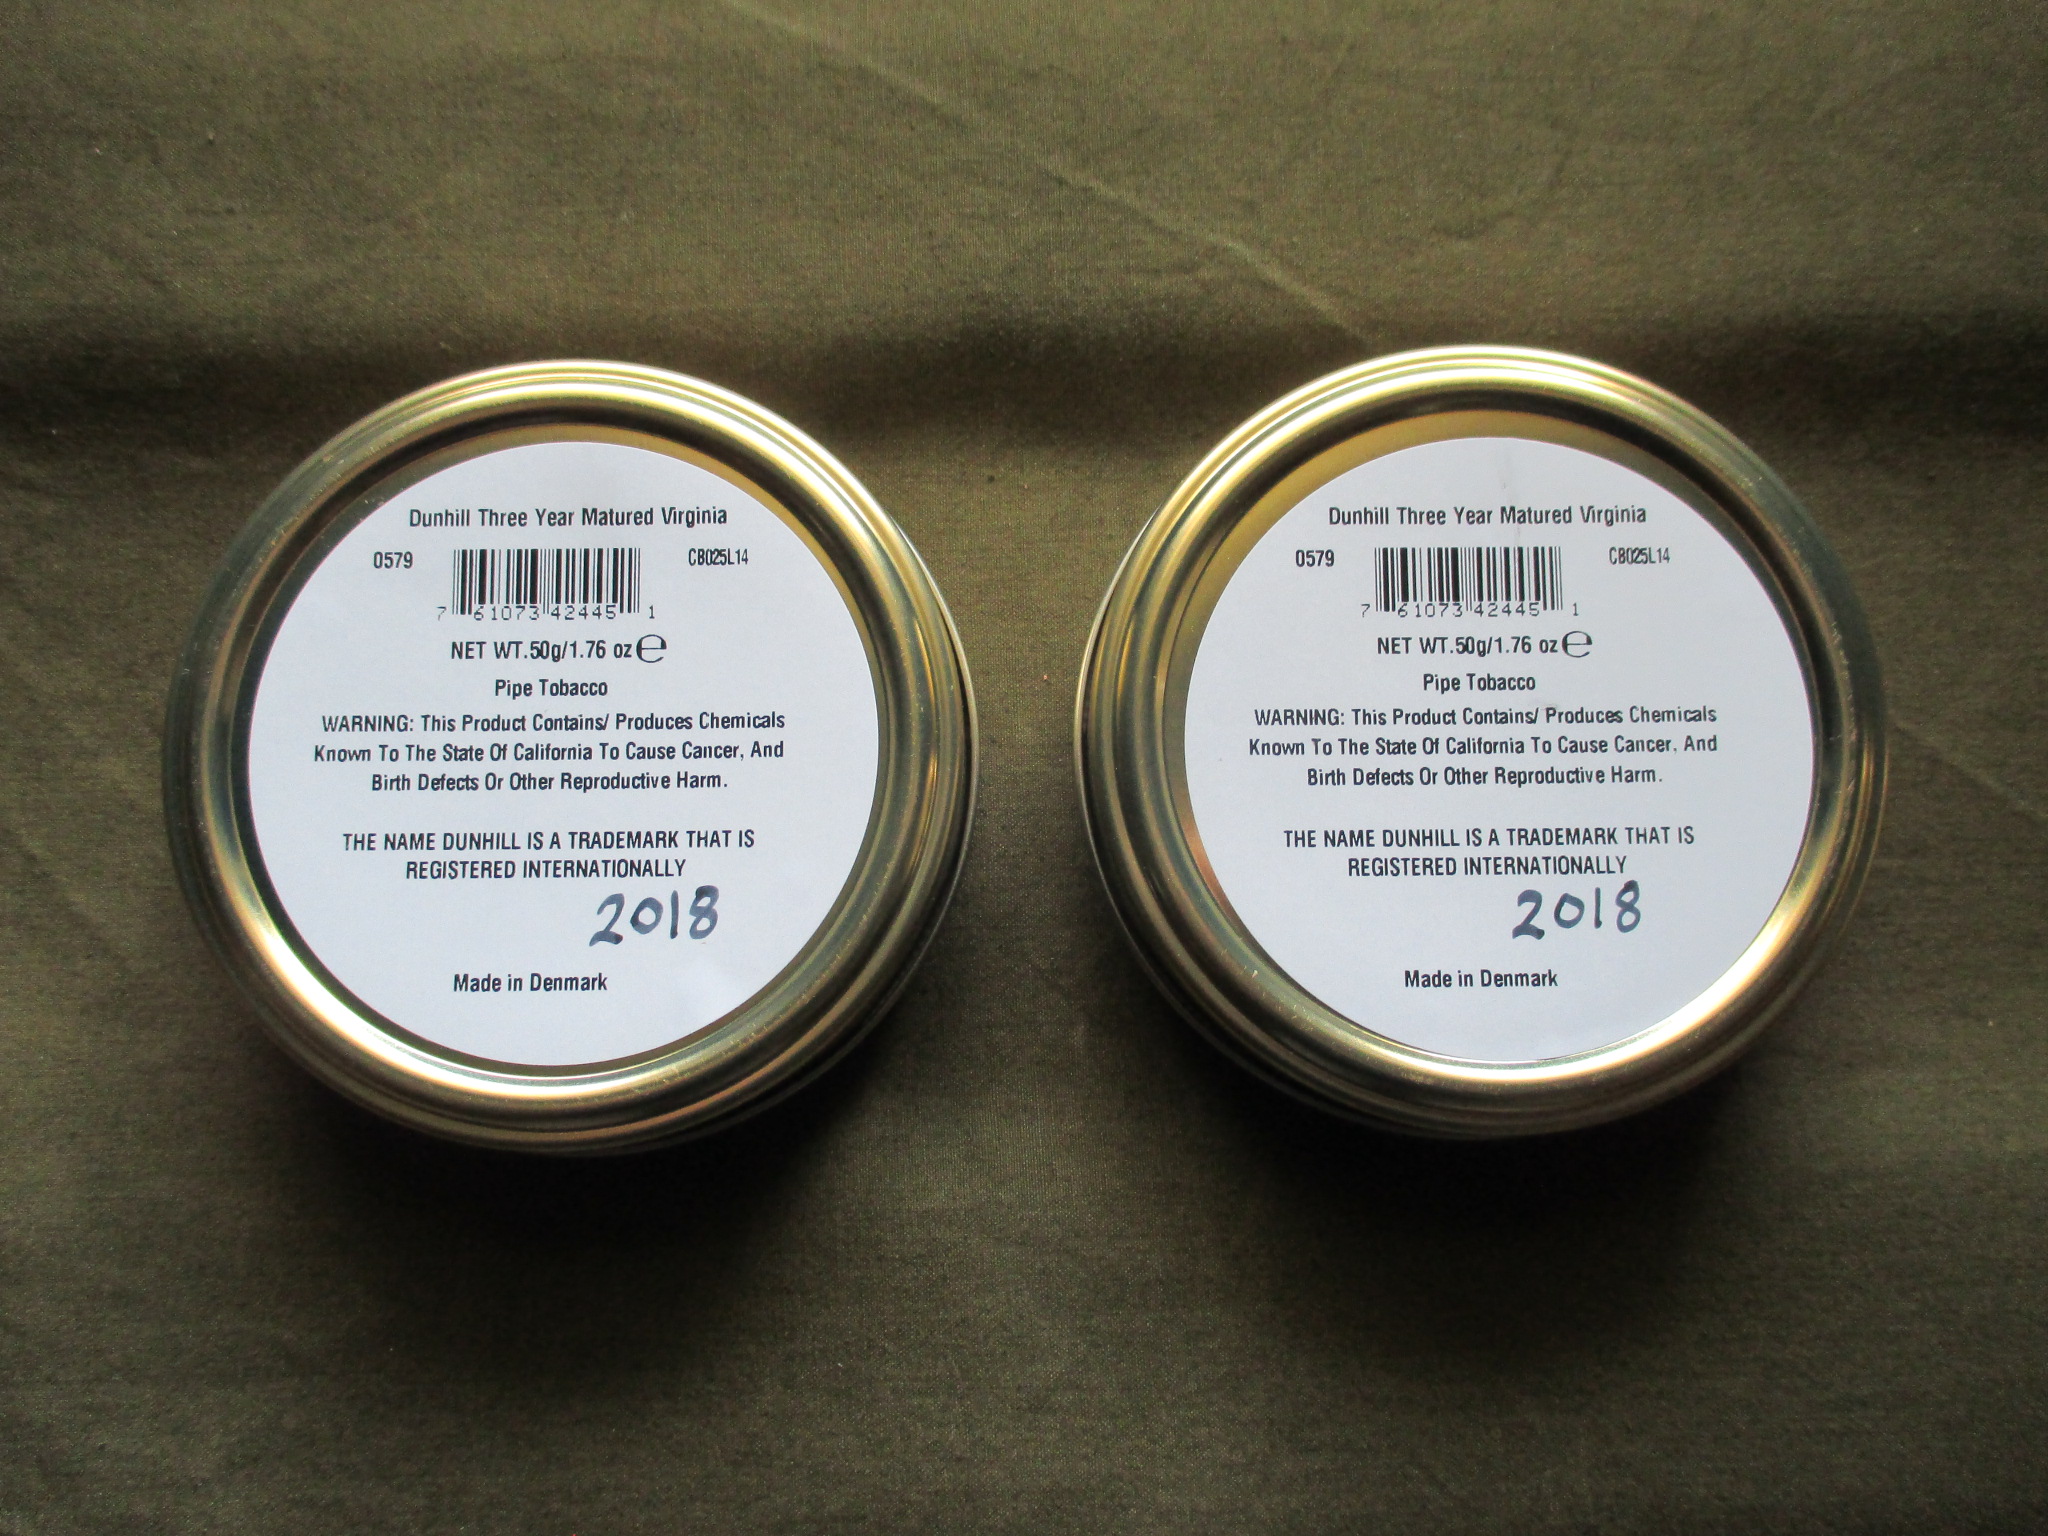 Dunhill Three Year Matured Virginia
0579 CB025L14
7 61073 42445 1
NET WT.50g/1.76 oz ℮
Pipe Tobacco
WARNING: This Product Contains/ Produces Chemicals
Known To The State Of California To Cause Cancer, And
Birth Defects Or Other Reproductive Harm.
THE NAME DUNHILL IS A TRADEMARK THAT IS
REGISTERED INTERNATIONALLY
2018
Made in Denmark
Dunhill Three Year Matured Virginia
0579 CB025L14
7 61073 42445 1
NET WT.50g/1.76 oz ℮
Pipe Tobacco
WARNING: This Product Contains/ Produces Chemicals
Known To The State Of California To Cause Cancer, And
Birth Defects Or Other Reproductive Harm.
THE NAME DUNHILL IS A TRADEMARK THAT IS
REGISTERED INTERNATIONALLY
2018
Made in Denmark